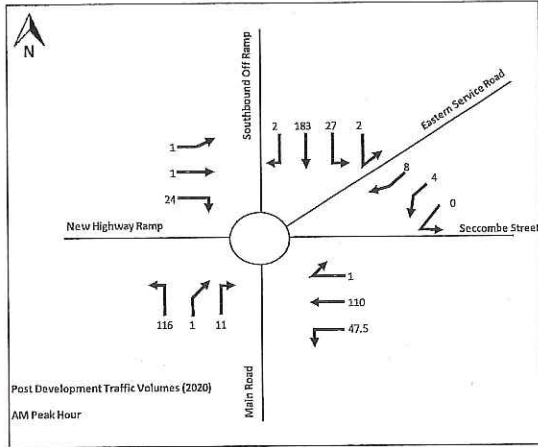 N
Southbound Off Ramp
Eastern Service Road
2 183 27 2
1
1
24
8
4
0
New Highway Ramp
Seccombe Street
1
110
47.5
116 1 11
Main Road
Post Development Traffic Volumes (2020)
AM Peak Hour